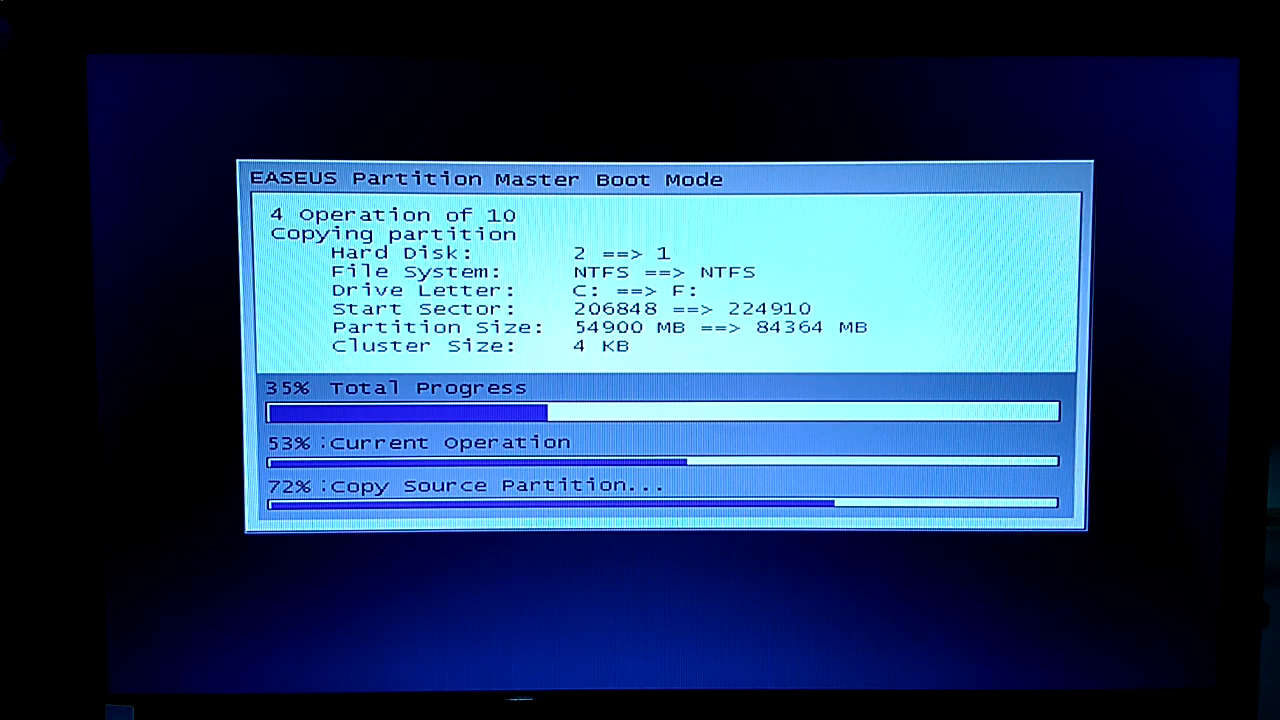 EASEUS Partition Master Boot Mode
4 Operation of 10
Copying partition
Hard Disk: 2 ==> 1
File System: NTFS ==> NTFS
Drive Letter: C: ==> F:
Start Sector: 206848 ==> 224910
Partition Size: 54900 MB ==> 84364 MB
Cluster Size: 4 KB
35% Total Progress
53% :Current Operation
72% :Copy Source Partition...